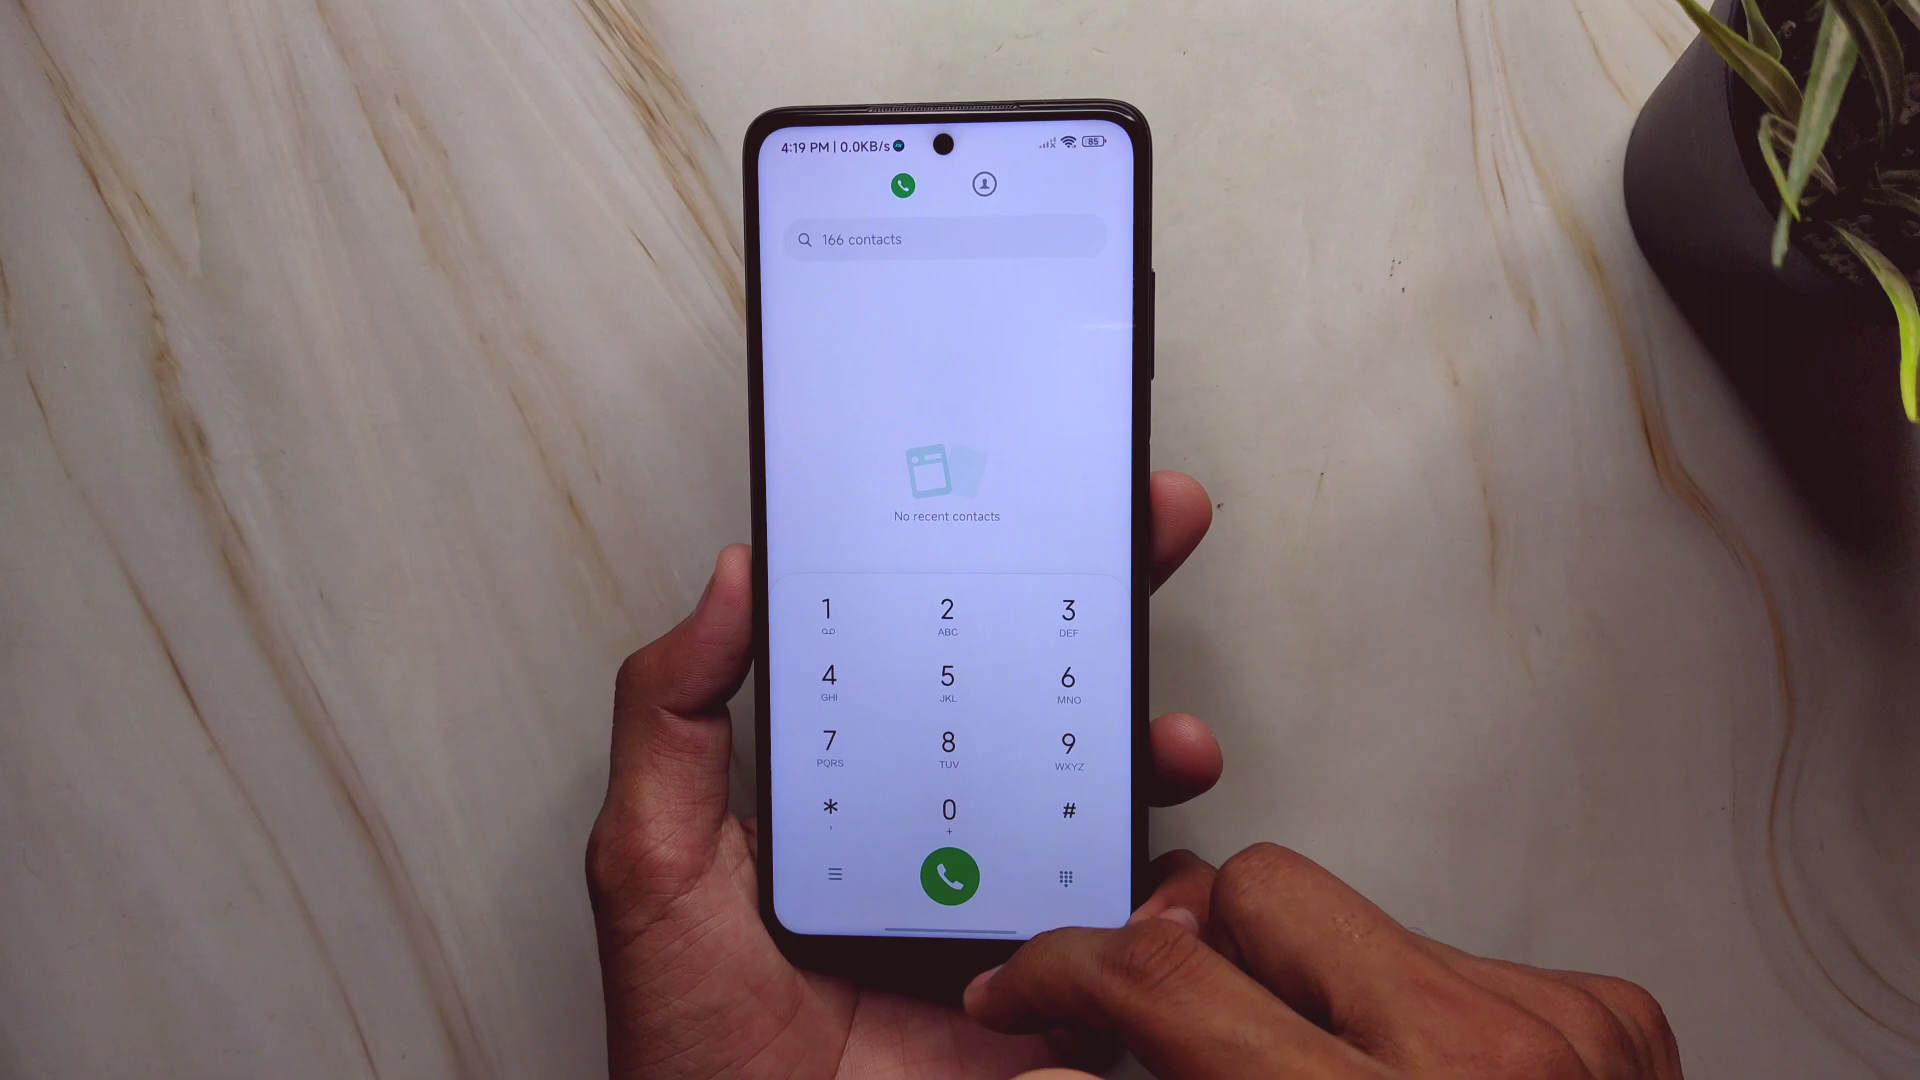 4:19 PM | 0.0KB/s
85
166 contacts
No recent contacts
1 2 3
ABC DEF
4 5 6
GHI JKL MNO
7 8 9
PQRS TUV WXYZ
* 0 #
, +